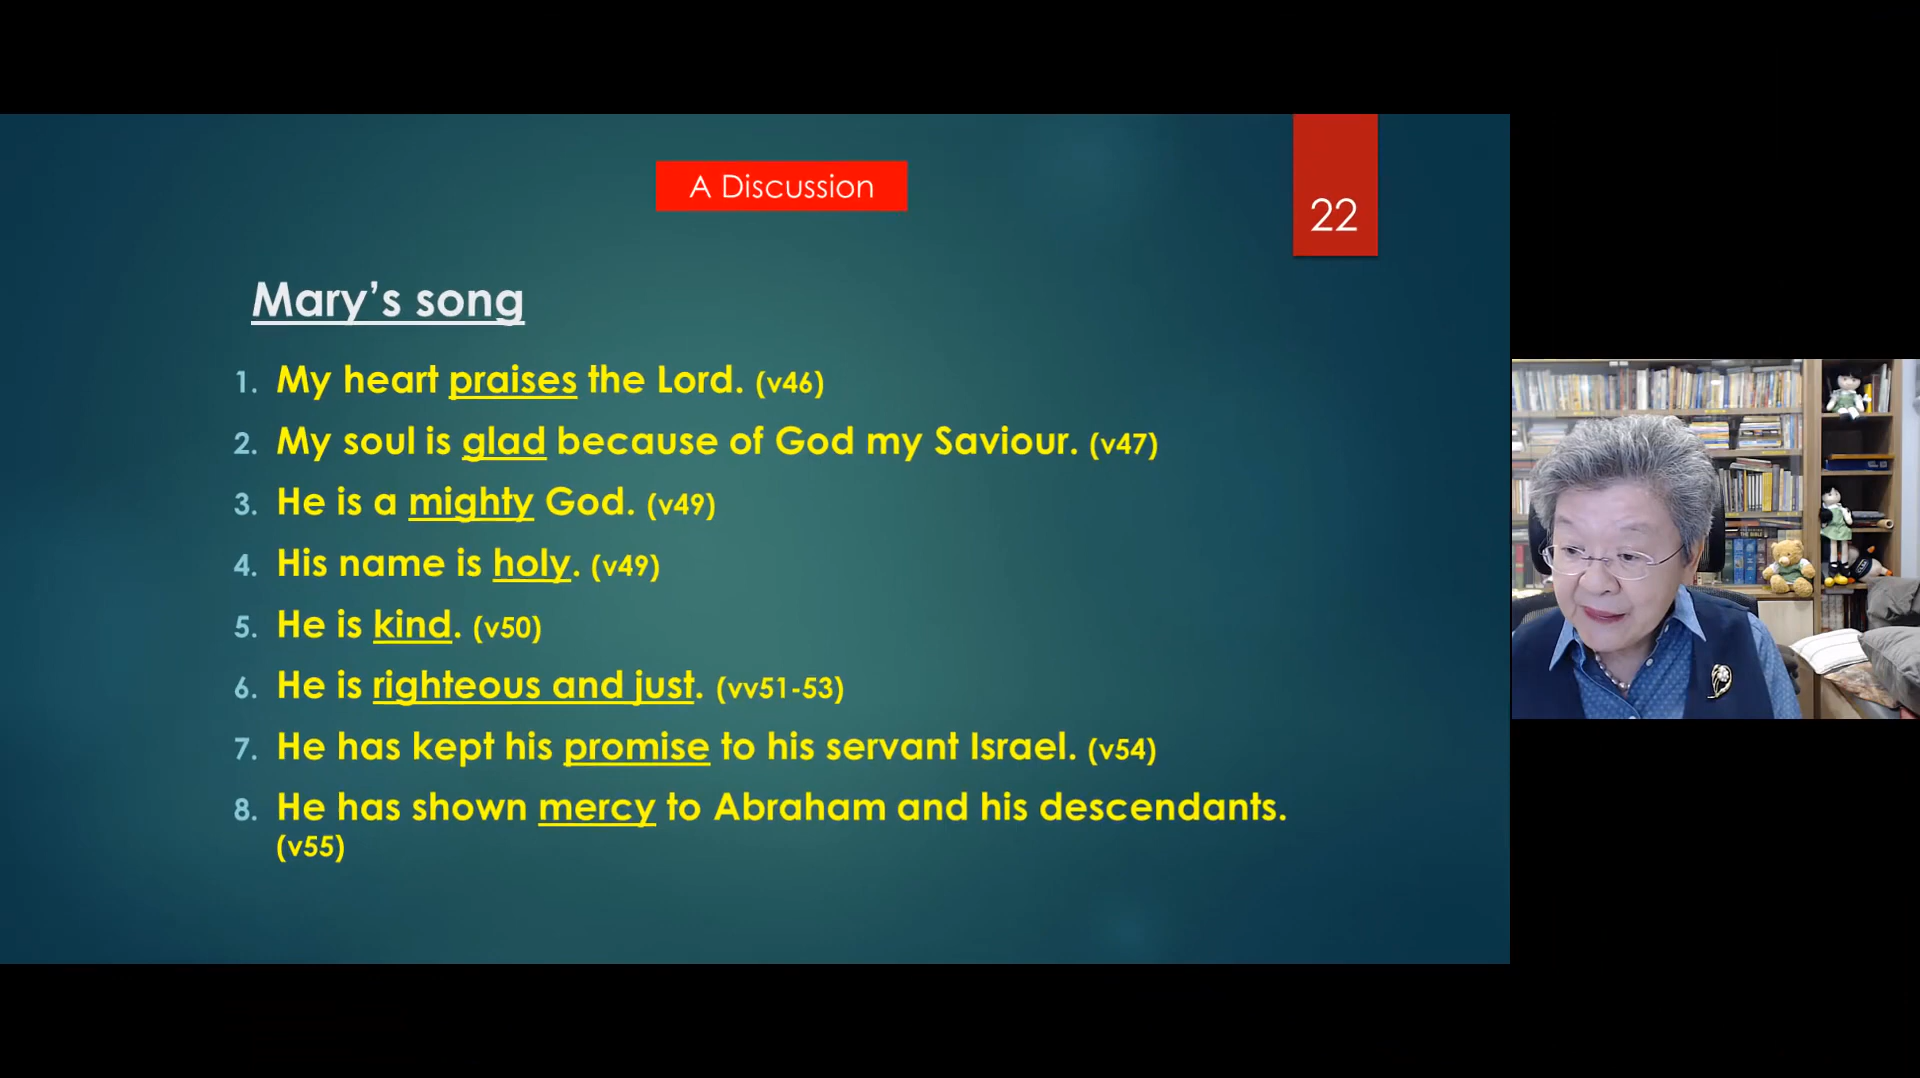 A Discussion
22
Mary’s song
1. My heart praises the Lord. (v46)
2. My soul is glad because of God my Saviour. (v47)
3. He is a mighty God. (v49)
4. His name is holy. (v49)
5. He is kind. (v50)
6. He is righteous and just. (vv51-53)
7. He has kept his promise to his servant Israel. (v54)
8. He has shown mercy to Abraham and his descendants.
(v55)